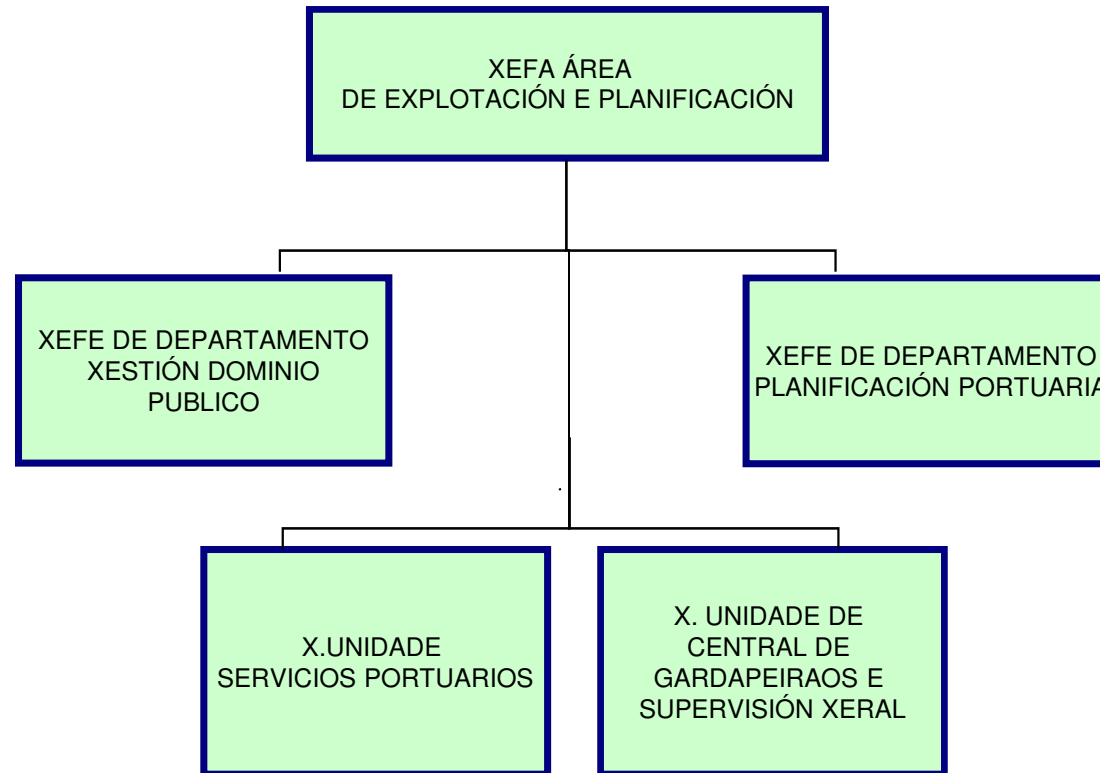 XEFA ÁREA
DE EXPLOTACIÓN E PLANIFICACIÓN
XEFE DE DEPARTAMENTO
XESTIÓN DOMINIO
PUBLICO
XEFE DE DEPARTAMENTO
PLANIFICACIÓN PORTUARIA
.
X.UNIDADE
SERVICIOS PORTUARIOS
X. UNIDADE DE
CENTRAL DE
GARDAPEIRAOS E
SUPERVISIÓN XERAL